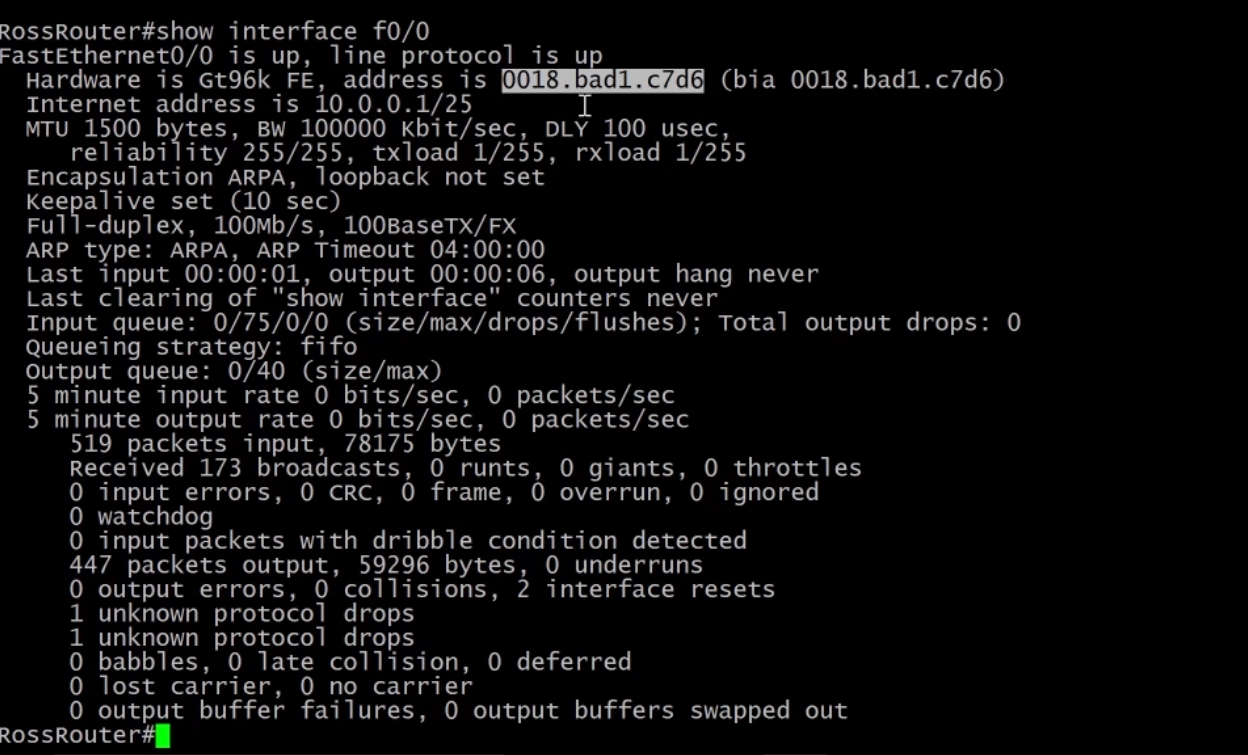 RossRouter#show interface f0/0
FastEthernet0/0 is up, line protocol is up
  Hardware is Gt96k FE, address is 0018.bad1.c7d6 (bia 0018.bad1.c7d6)
  Internet address is 10.0.0.1/25
  MTU 1500 bytes, BW 100000 Kbit/sec, DLY 100 usec,
     reliability 255/255, txload 1/255, rxload 1/255
  Encapsulation ARPA, loopback not set
  Keepalive set (10 sec)
  Full-duplex, 100Mb/s, 100BaseTX/FX
  ARP type: ARPA, ARP Timeout 04:00:00
  Last input 00:00:01, output 00:00:06, output hang never
  Last clearing of "show interface" counters never
  Input queue: 0/75/0/0 (size/max/drops/flushes); Total output drops: 0
  Queueing strategy: fifo
  Output queue: 0/40 (size/max)
  5 minute input rate 0 bits/sec, 0 packets/sec
  5 minute output rate 0 bits/sec, 0 packets/sec
     519 packets input, 78175 bytes
     Received 173 broadcasts, 0 runts, 0 giants, 0 throttles
     0 input errors, 0 CRC, 0 frame, 0 overrun, 0 ignored
     0 watchdog
     0 input packets with dribble condition detected
     447 packets output, 59296 bytes, 0 underruns
     0 output errors, 0 collisions, 2 interface resets
     1 unknown protocol drops
     1 unknown protocol drops
     0 babbles, 0 late collision, 0 deferred
     0 lost carrier, 0 no carrier
     0 output buffer failures, 0 output buffers swapped out
RossRouter#